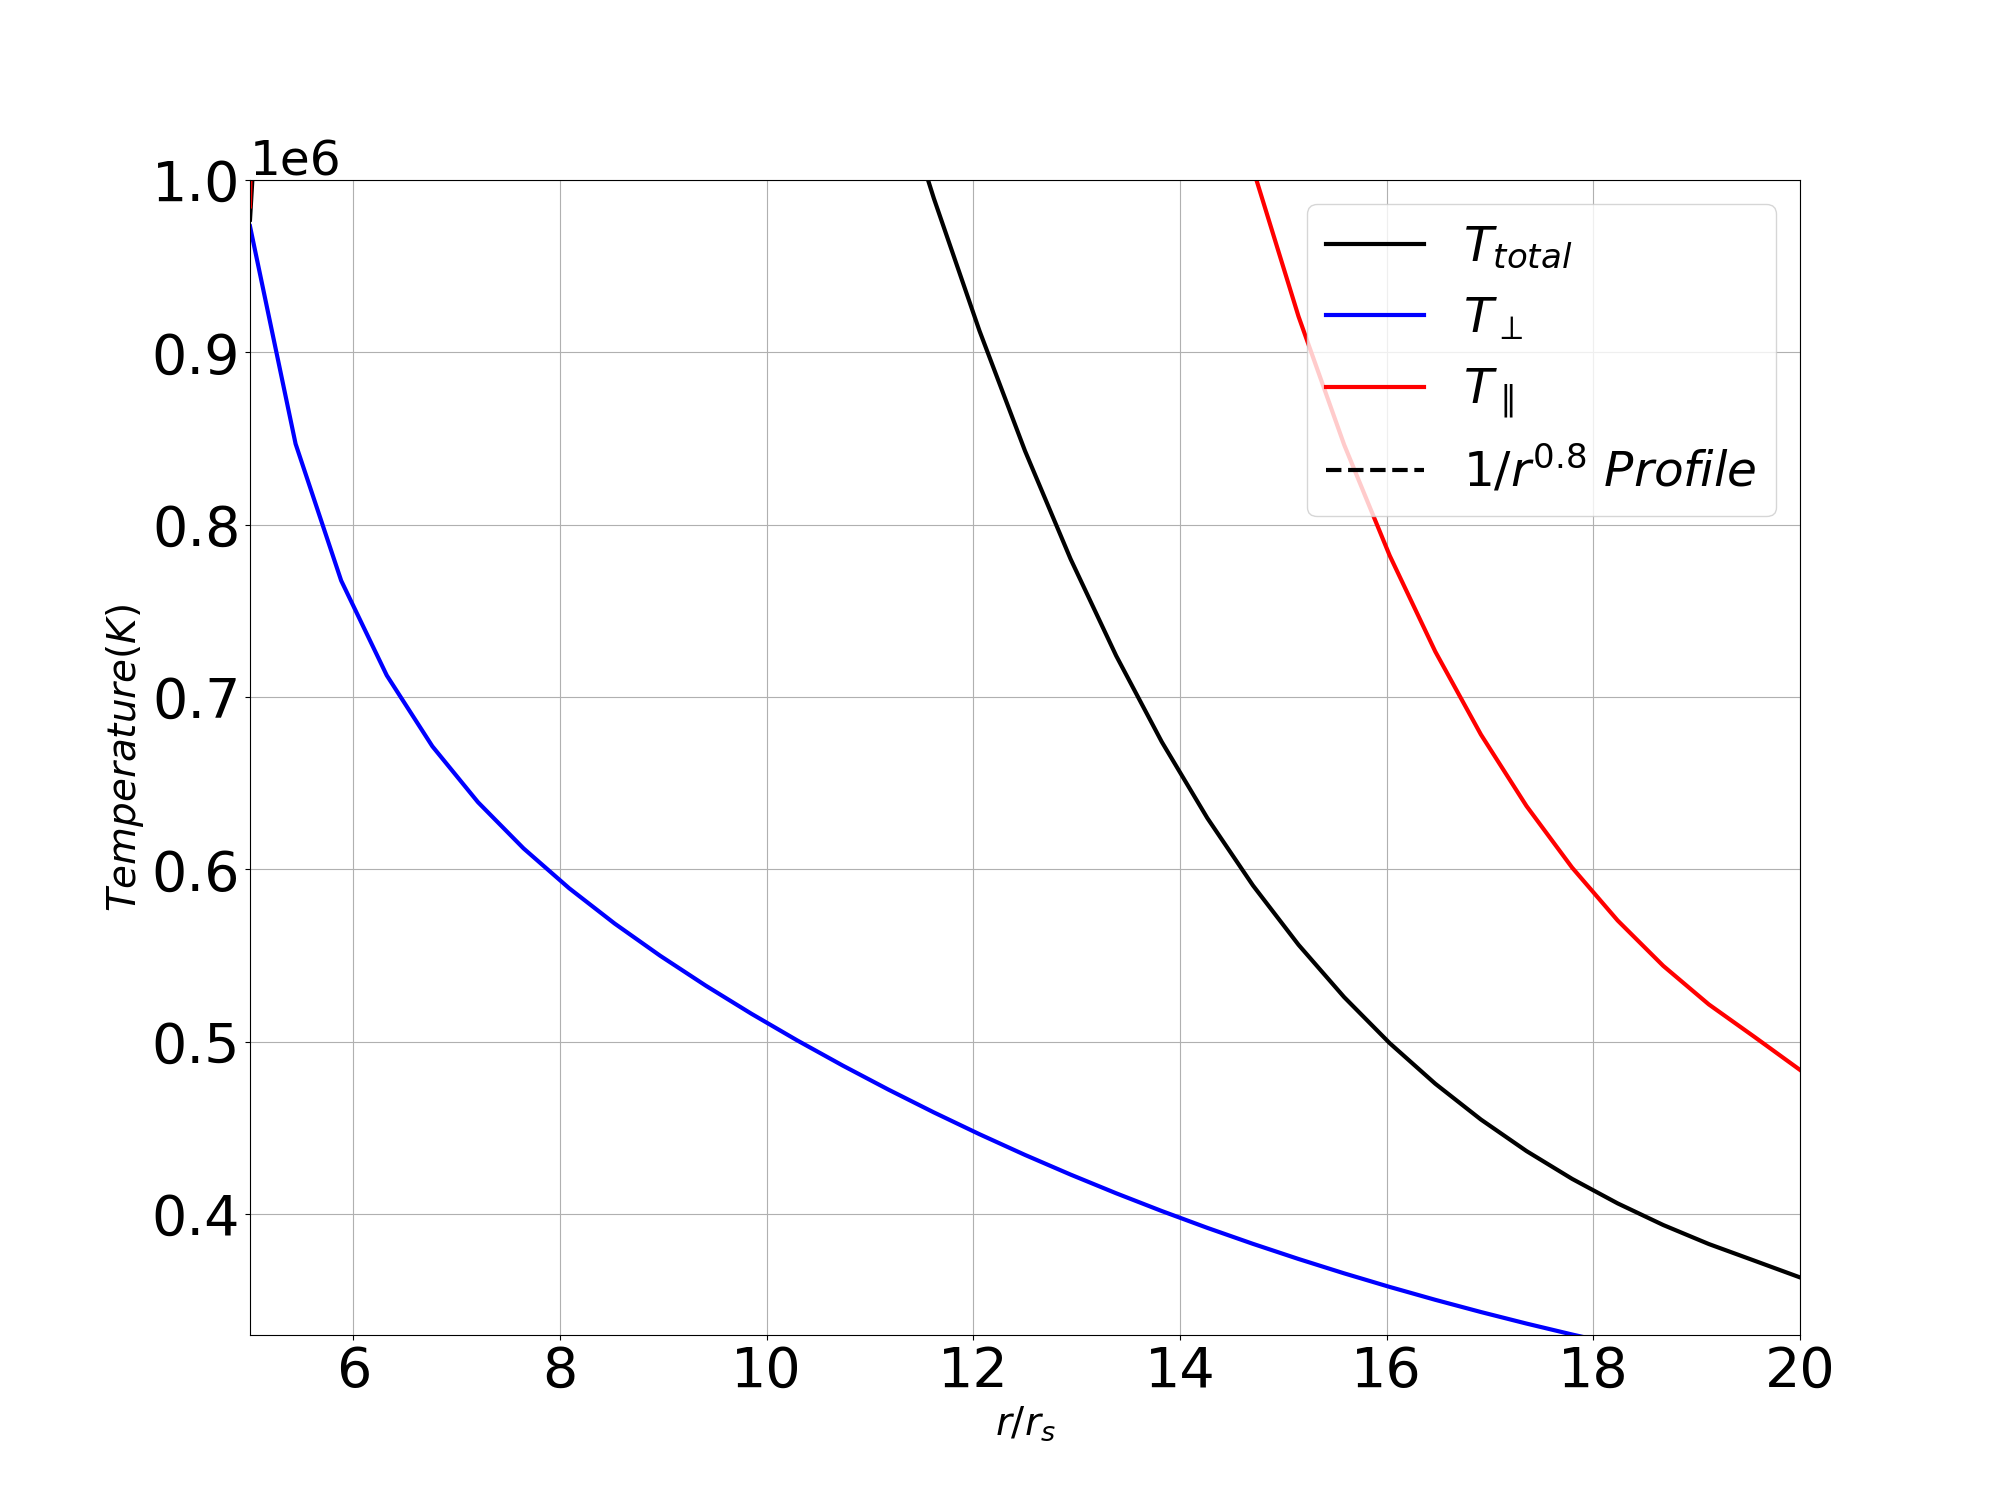 1e6
1.0
0.9
0.8
0.7
0.6
0.5
0.4
Temperature(K)
6 8 10 12 14 16 18 20
r/r_s
T_total
T_⊥
T_∥
1/r^0.8 Profile